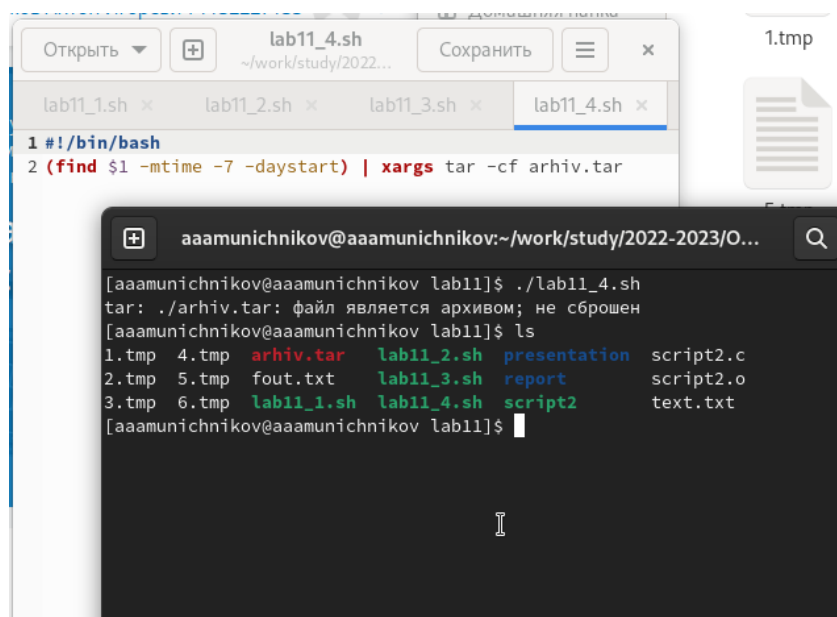 Открыть
lab11_4.sh
~/work/study/2022...
Сохранить
1.tmp
lab11_1.sh × lab11_2.sh × lab11_3.sh × lab11_4.sh ×
1 #!/bin/bash
2 (find $1 -mtime -7 -daystart) | xargs tar -cf arhiv.tar
aaamunichnikov@aaamunichnikov:~/work/study/2022-2023/O...
[aaamunichnikov@aaamunichnikov lab11]$ ./lab11_4.sh
tar: ./arhiv.tar: файл является архивом; не сброшен
[aaamunichnikov@aaamunichnikov lab11]$ ls
1.tmp 4.tmp arhiv.tar lab11_2.sh presentation script2.c
2.tmp 5.tmp fout.txt lab11_3.sh report script2.o
3.tmp 6.tmp lab11_1.sh lab11_4.sh script2 text.txt
[aaamunichnikov@aaamunichnikov lab11]$